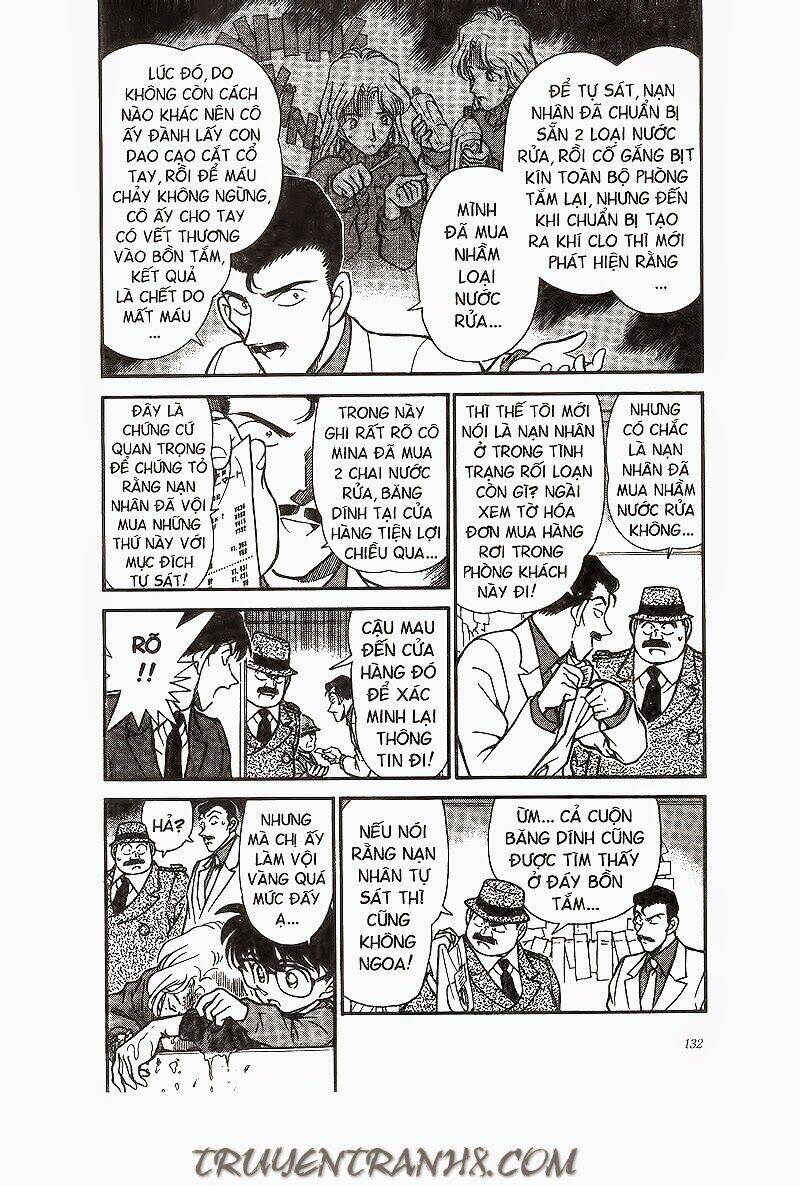 ĐỂ TỰ SÁT, NẠN
NHÂN ĐÃ CHUẨN BỊ
SẴN 2 LOẠI NƯỚC
RỬA, RỒI CỐ GẮNG BỊT
KÍN TOÀN BỘ PHÒNG
TẮM LẠI, NHƯNG ĐẾN
KHI CHUẨN BỊ TẠO
RA KHÍ CLO THÌ MỚI
PHÁT HIỆN RẰNG
...
MÌNH
ĐÃ MUA
NHẦM
LOẠI
NƯỚC
RỬA...
LÚC ĐÓ, DO
KHÔNG CÒN CÁCH
NÀO KHÁC NÊN CÔ
ẤY ĐÀNH LẤY CON
DAO CẠO CẮT CỔ
TAY, RỒI ĐỂ MÁU
CHẢY KHÔNG NGỪNG,
CÔ ẤY CHO TAY
CÓ VẾT THƯƠNG
VÀO BỒN TẮM,
KẾT QUẢ
LÀ CHẾT DO
MẤT MÁU
...
NHƯNG
CÓ CHẮC
LÀ NẠN
NHÂN ĐÃ
MUA NHẦM
NƯỚC RỬA
KHÔNG...
THÌ THẾ TÔI MỚI
NÓI LÀ NẠN NHÂN
Ở TRONG TÌNH
TRẠNG RỐI LOẠN
CÒN GÌ? NGÀI
XEM TỜ HÓA
ĐƠN MUA HÀNG
RƠI TRONG
PHÒNG KHÁCH
NÀY ĐI!
TRONG NÀY
GHI RẤT RÕ CÔ
MINA ĐÃ MUA
2 CHAI NƯỚC
RỬA, BĂNG
DÍNH TẠI CỬA
HÀNG TIỆN LỢI
CHIỀU QUA...
ĐÂY LÀ
CHỨNG CỨ
QUAN TRỌNG
ĐỂ CHỨNG TỎ
RẰNG NẠN
NHÂN ĐÃ VỘI
MUA NHỮNG
THỨ NÀY VỚI
MỤC ĐÍCH
TỰ SÁT!
CẬU MAU
ĐẾN CỬA
HÀNG ĐÓ
ĐỂ XÁC
MINH LẠI
THÔNG
TIN ĐI!
RÕ
!!
ỪM... CẢ CUỘN
BĂNG DÍNH CŨNG
ĐƯỢC TÌM THẤY
Ở ĐÁY BỒN
TẮM...
NẾU NÓI
RẰNG NẠN
NHÂN TỰ
SÁT THÌ
CŨNG
KHÔNG
NGOA!
NHƯNG
MÀ CHỊ ẤY
LÀM VỘI
VÀNG QUÁ
MỨC ĐẤY
Ạ...
HẢ?
132
TRUYENTRANH8.COM